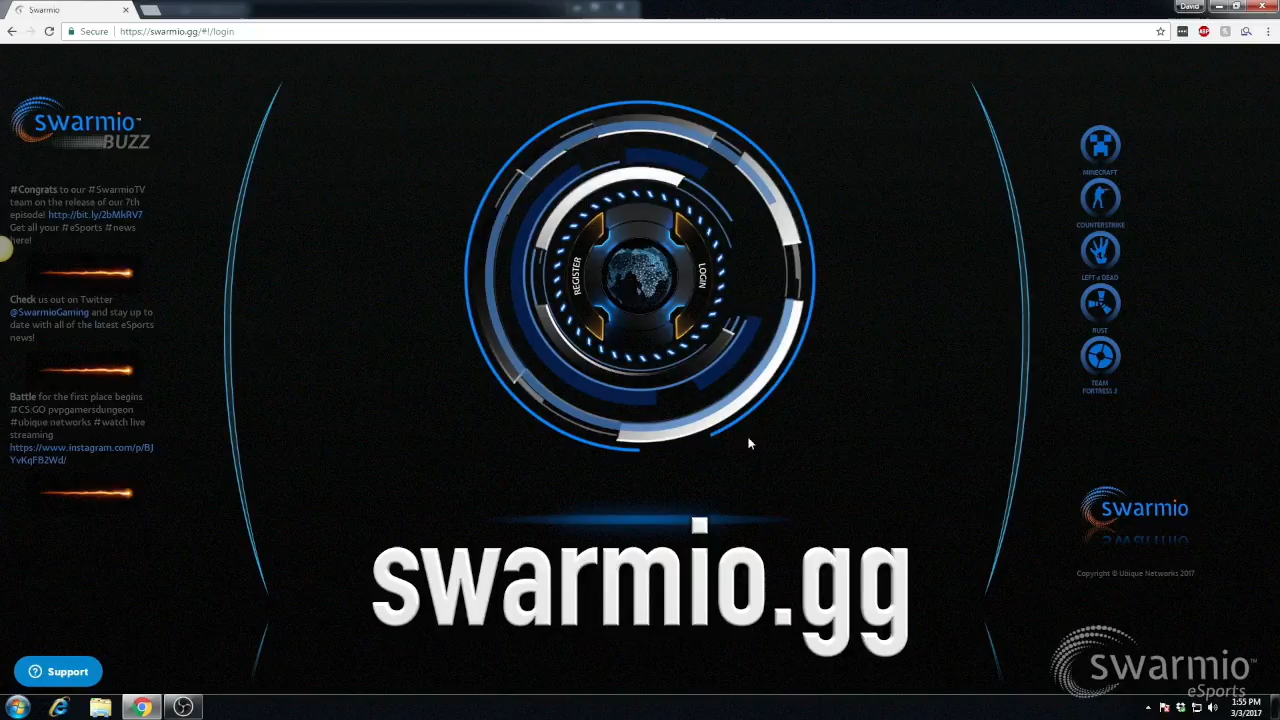 Swarmio
David
Secure
https://swarmio.gg/#!/login
swarmio™
BUZZ
#Congrats to our #SwarmioTV
team on the release of our 7th
episode! http://bit.ly/2bMkRV7
Get all your #eSports #news
here!
Check us out on Twitter
@SwarmioGaming and stay up to
date with all of the latest eSports
news!
Battle for the first place begins
#CS:GO pvpgamersdungeon
#ubique networks #watch live
streaming
https://www.instagram.com/p/BJ
YvKqFB2Wd/
REGISTER
LOGIN
MINECRAFT
COUNTERSTRIKE
LEFT 4 DEAD
RUST
TEAM
FORTRESS 2
swarmio
Copyright © Ubique Networks 2017
swarmio.gg
Support
swarmio™
eSports
1:55 PM
3/3/2017